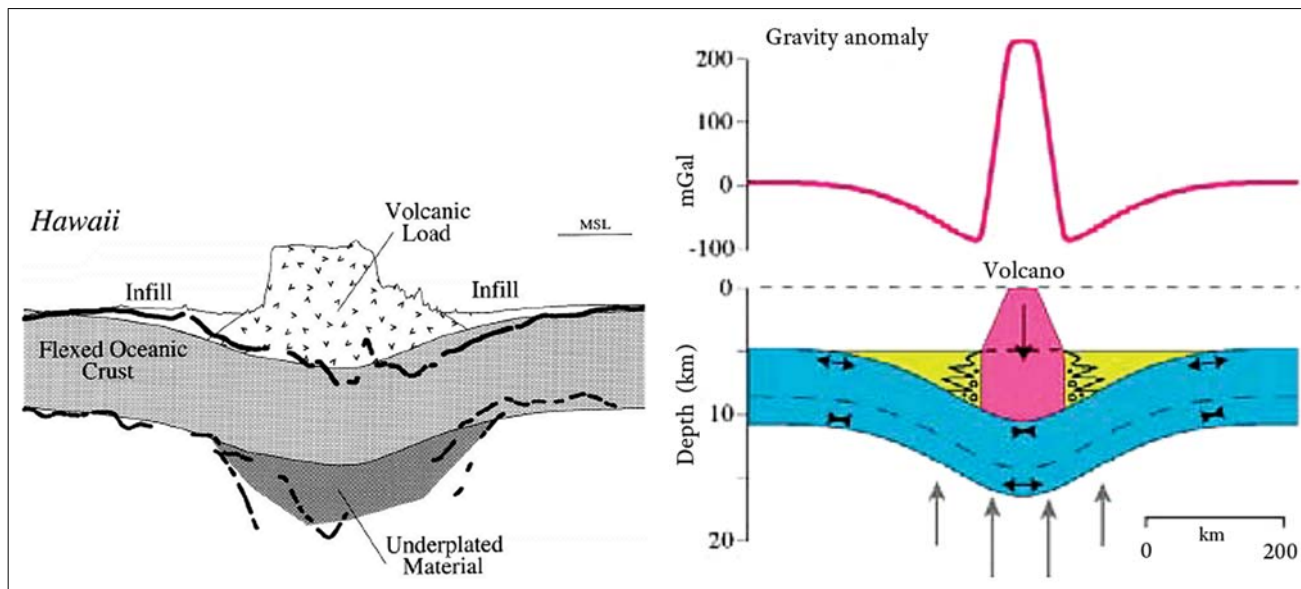 Hawaii
Volcanic
Load
MSL
Infill
Infill
Flexed Oceanic
Crust
Underplated
Material
Gravity anomaly
200
100
0
-100
mGal
Volcano
0
10
20
Depth (km)
km
0 200